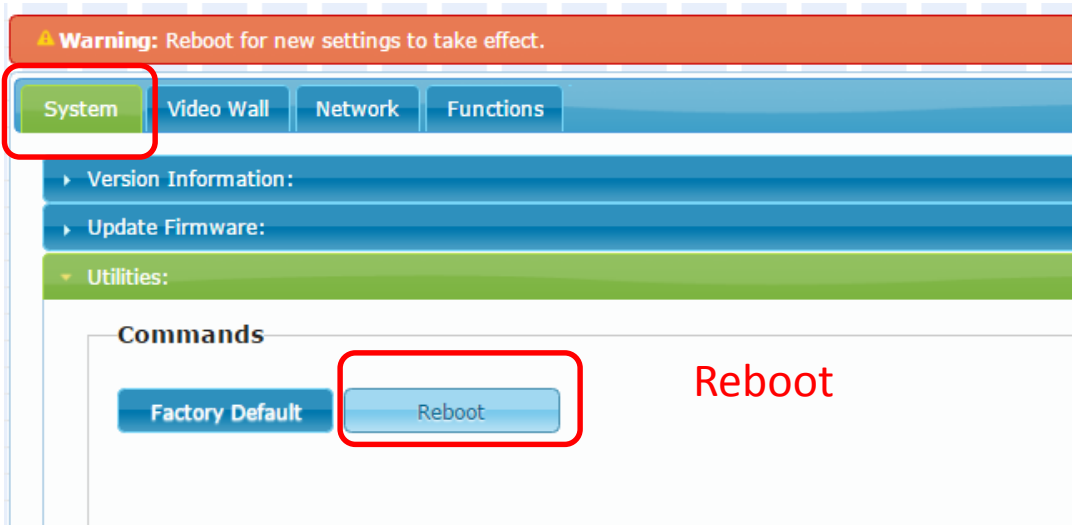 Warning: Reboot for new settings to take effect.
System Video Wall Network Functions
Version Information:
Update Firmware:
Utilities:
Commands
Reboot
Factory Default Reboot